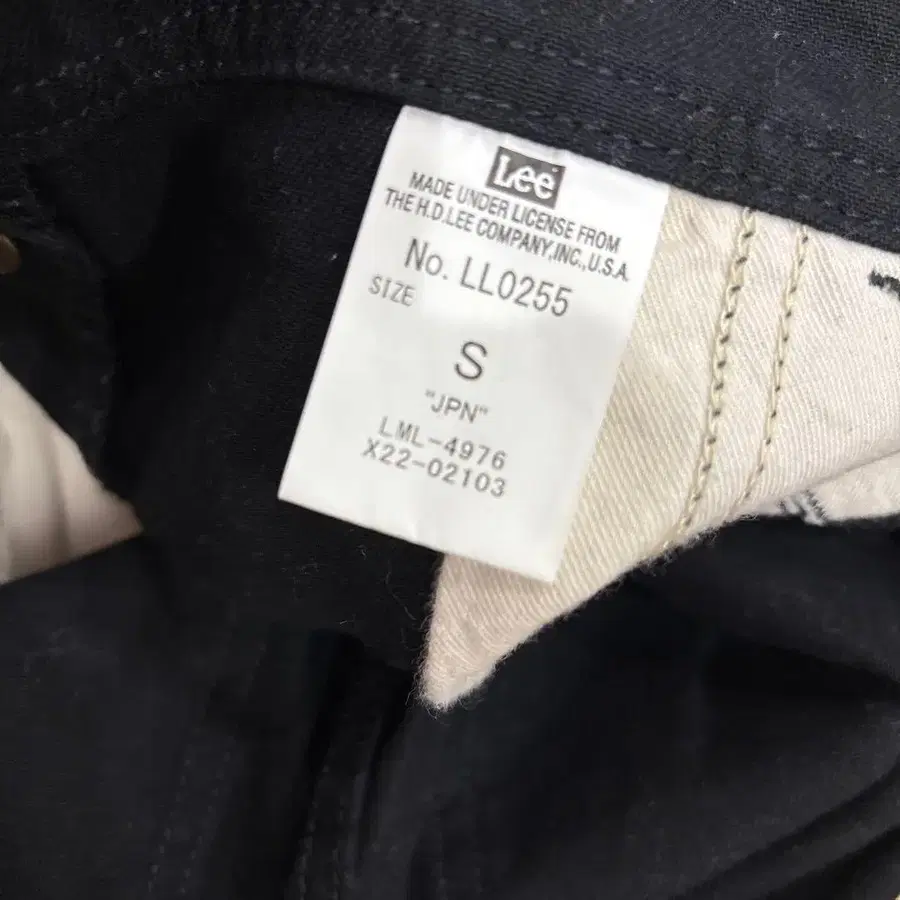 Lee
MADE UNDER LICENSE FROM
THE H.D.LEE COMPANY,INC.,U.S.A.
No. LL0255
SIZE
S
"JPN"
LML-4976
X22-02103